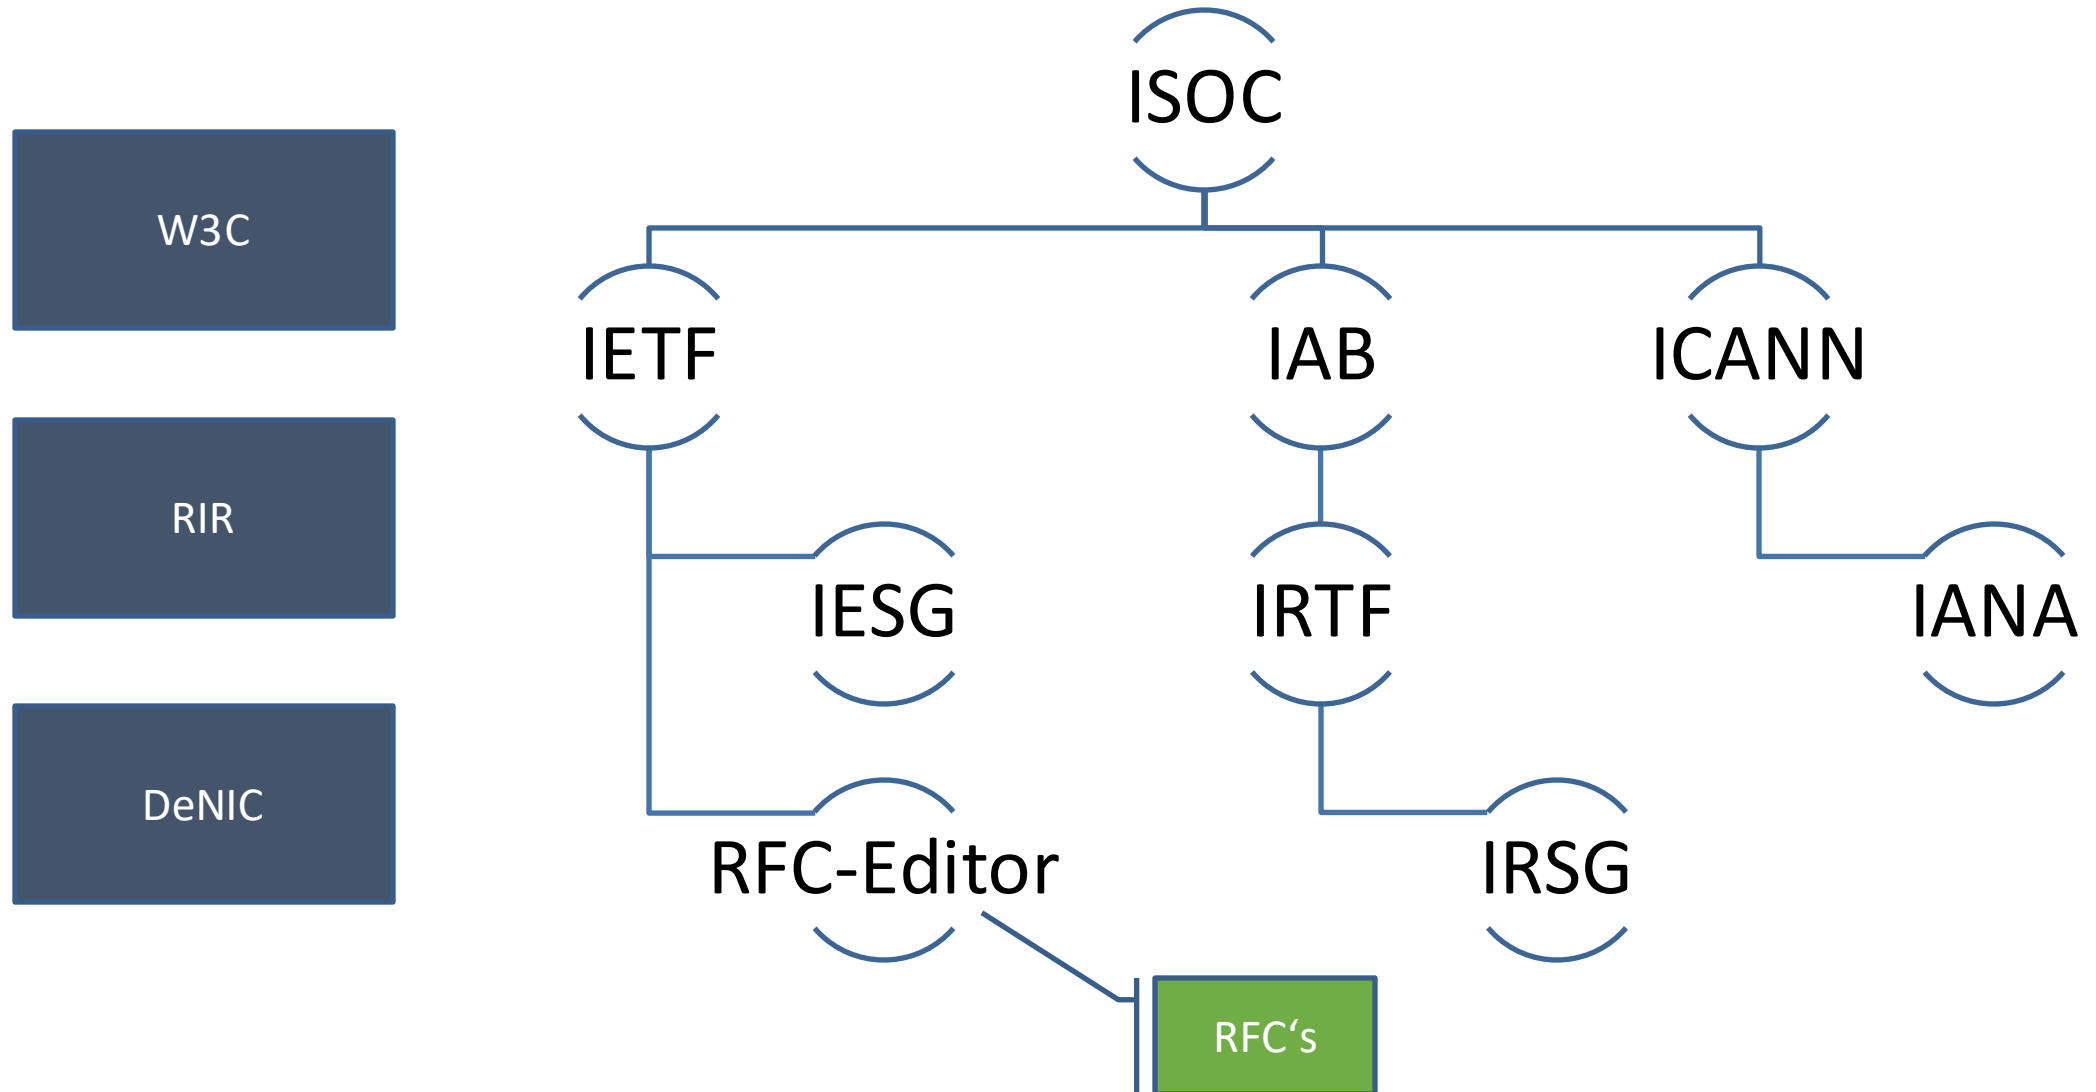 ISOC
W3C
IETF
IAB
ICANN
RIR
IESG
IRTF
IANA
DeNIC
RFC-Editor
IRSG
RFC‘s